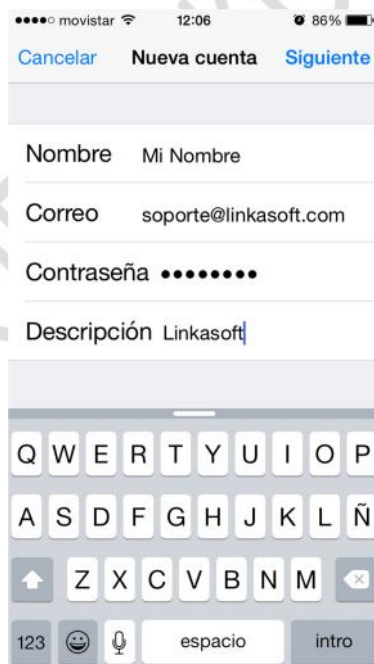 movistar 12:06 86%
Cancelar Nueva cuenta Siguiente
Nombre Mi Nombre
Correo soporte@linkasoft.com
Contraseña ••••••••
Descripción Linkasoft
Q W E R T Y U I O P
A S D F G H J K L Ñ
Z X C V B N M
123 espacio intro